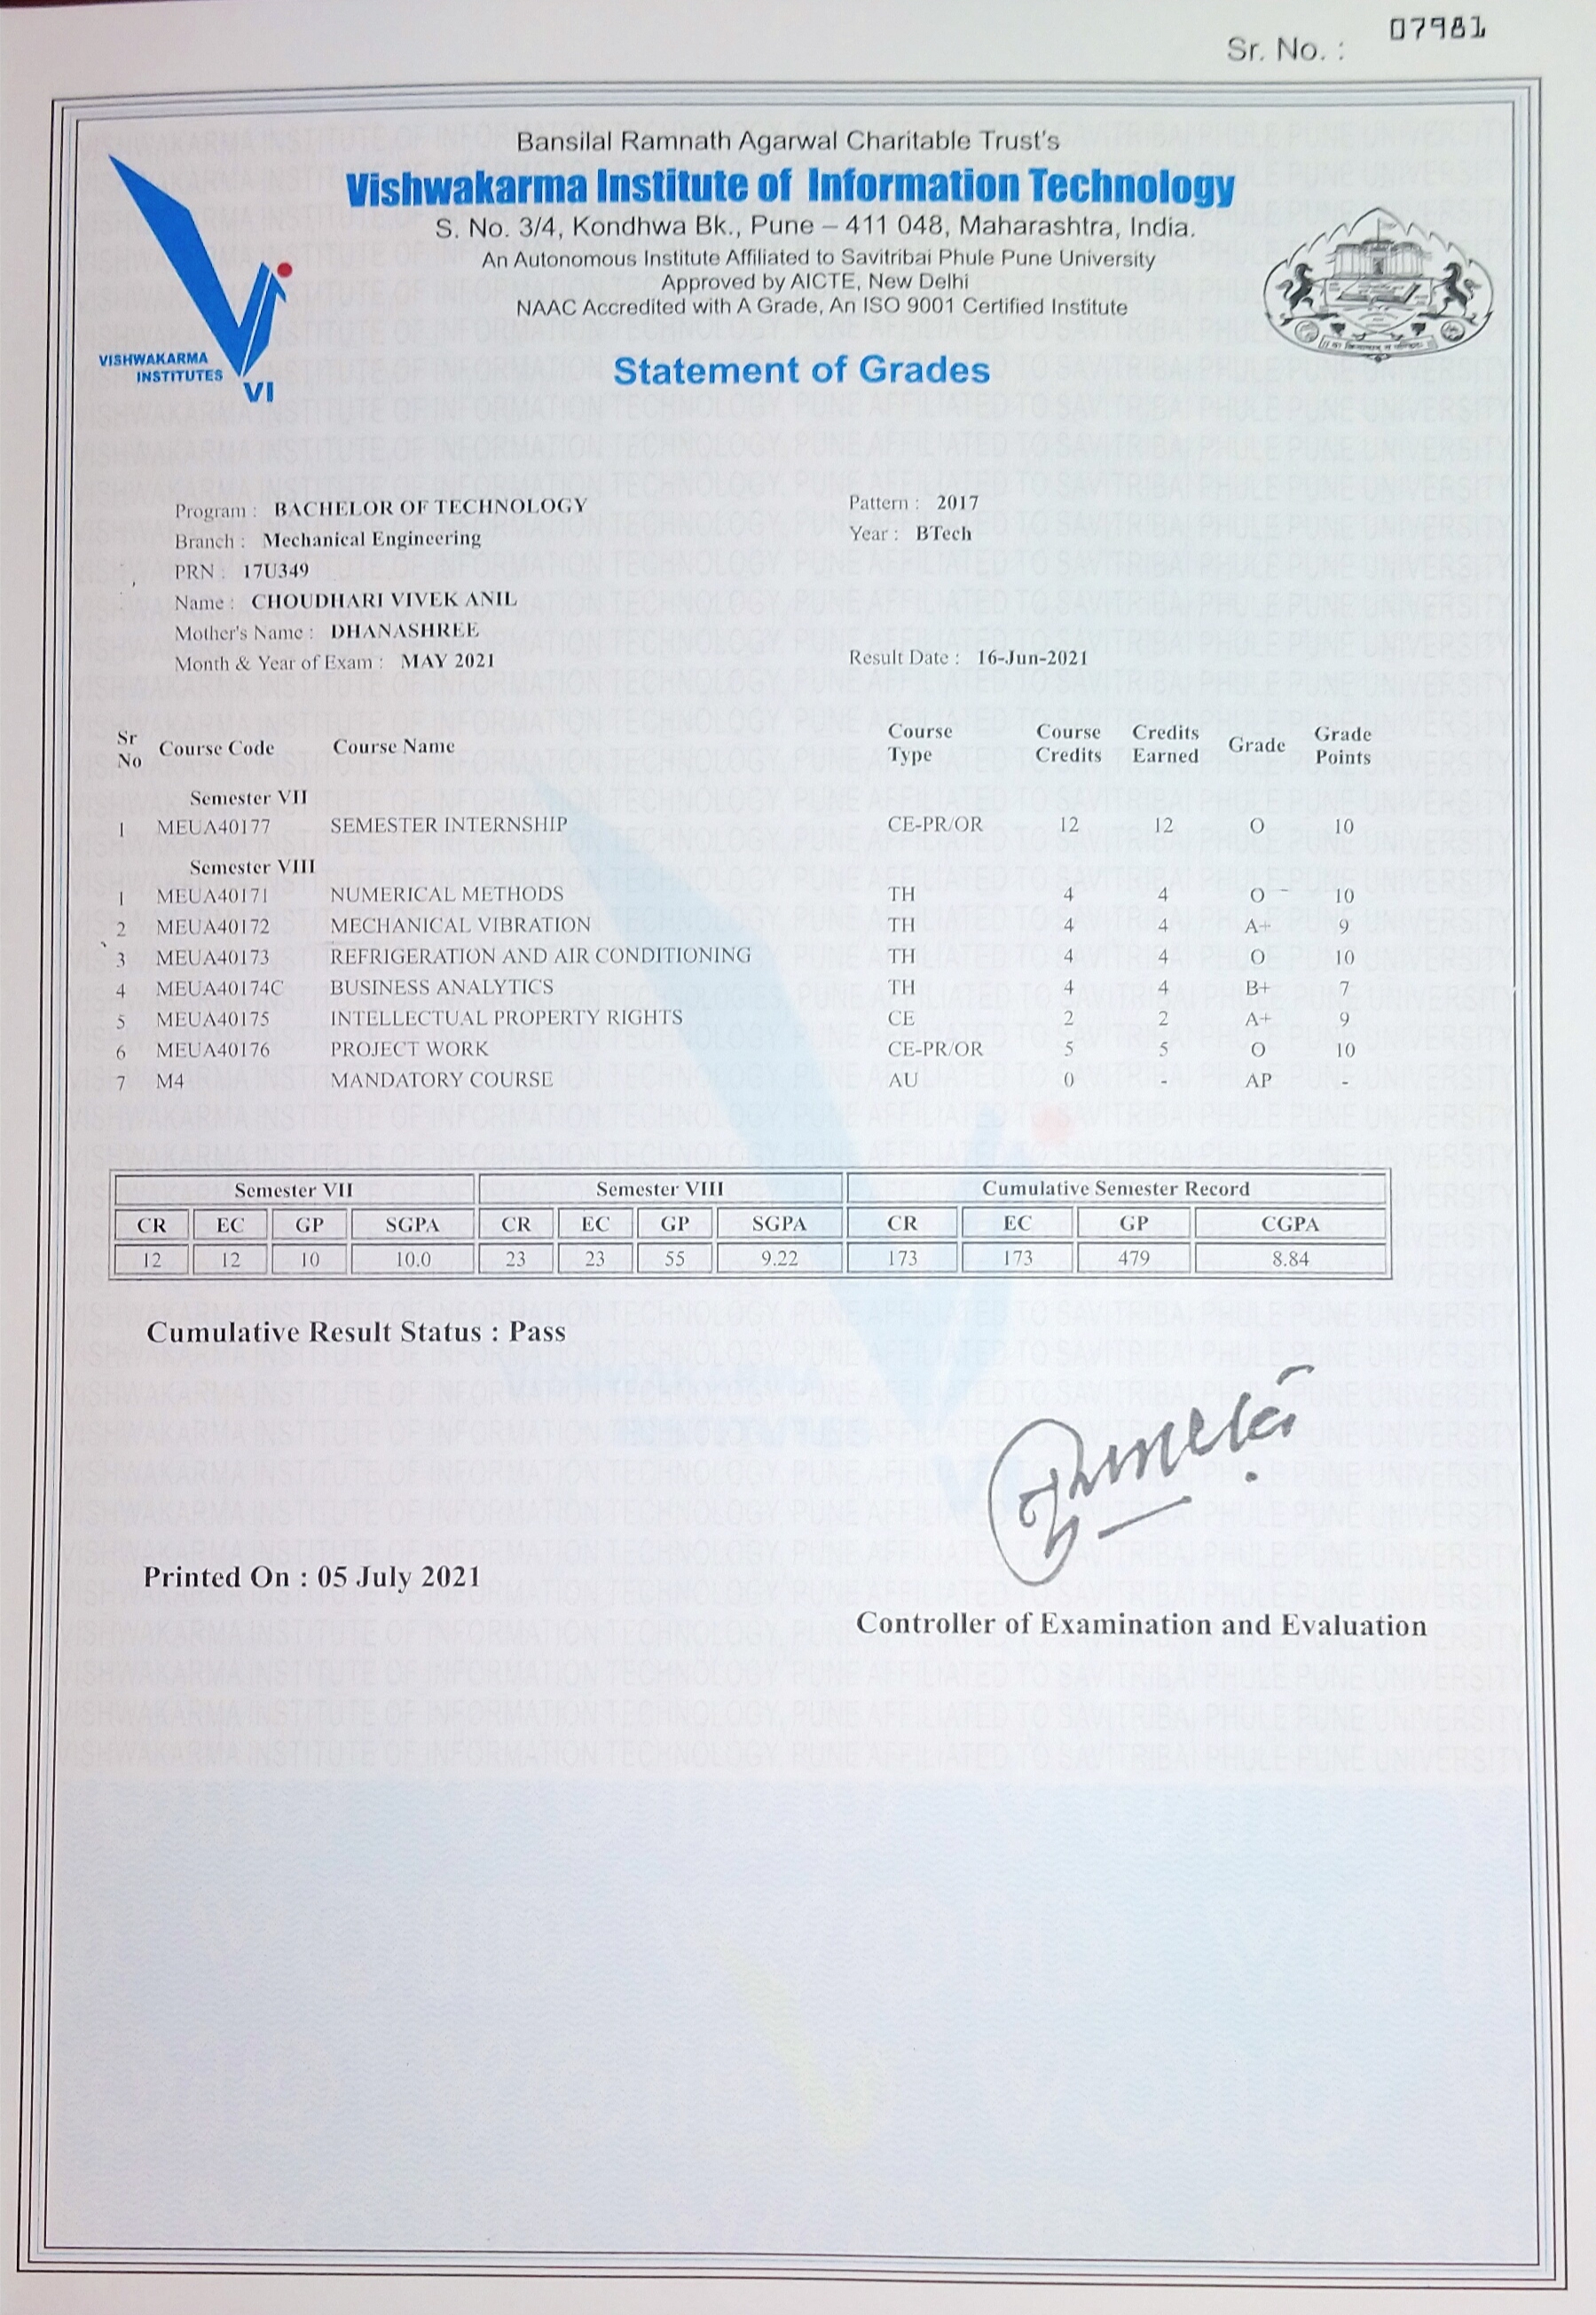 Sr. No. : 07981
Bansilal Ramnath Agarwal Charitable Trust's
Vishwakarma Institute of Information Technology
S. No. 3/4, Kondhwa Bk., Pune – 411 048, Maharashtra, India.
An Autonomous Institute Affiliated to Savitribai Phule Pune University
Approved by AICTE, New Delhi
NAAC Accredited with A Grade, An ISO 9001 Certified Institute
VISHWAKARMA
INSTITUTES
VI
Statement of Grades
Program : BACHELOR OF TECHNOLOGY Pattern : 2017
Branch : Mechanical Engineering Year : BTech
PRN : 17U349
Name : CHOUDHARI VIVEK ANIL
Mother's Name : DHANASHREE
Month & Year of Exam : MAY 2021 Result Date : 16-Jun-2021
Sr No Course Code Course Name Course Type Course Credits Credits Earned Grade Grade Points
Semester VII
1 MEUA40177 SEMESTER INTERNSHIP CE-PR/OR 12 12 O 10
Semester VIII
1 MEUA40171 NUMERICAL METHODS TH 4 4 O 10
2 MEUA40172 MECHANICAL VIBRATION TH 4 4 A+ 9
3 MEUA40173 REFRIGERATION AND AIR CONDITIONING TH 4 4 O 10
4 MEUA40174C BUSINESS ANALYTICS TH 4 4 B+ 7
5 MEUA40175 INTELLECTUAL PROPERTY RIGHTS CE 2 2 A+ 9
6 MEUA40176 PROJECT WORK CE-PR/OR 5 5 O 10
7 M4 MANDATORY COURSE AU 0 - AP -
Semester VII Semester VIII Cumulative Semester Record
CR EC GP SGPA CR EC GP SGPA CR EC GP CGPA
12 12 10 10.0 23 23 55 9.22 173 173 479 8.84
Cumulative Result Status : Pass
Printed On : 05 July 2021
Controller of Examination and Evaluation